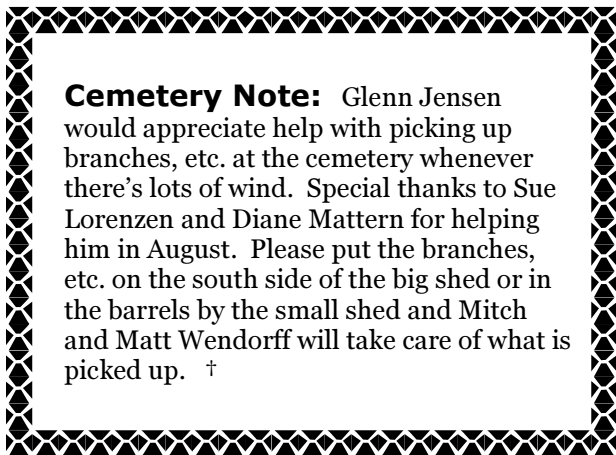 Cemetery Note:  Glenn Jensen
would appreciate help with picking up
branches, etc. at the cemetery whenever
there’s lots of wind.  Special thanks to Sue
Lorenzen and Diane Mattern for helping
him in August.  Please put the branches,
etc. on the south side of the big shed or in
the barrels by the small shed and Mitch
and Matt Wendorff will take care of what is
picked up.   †